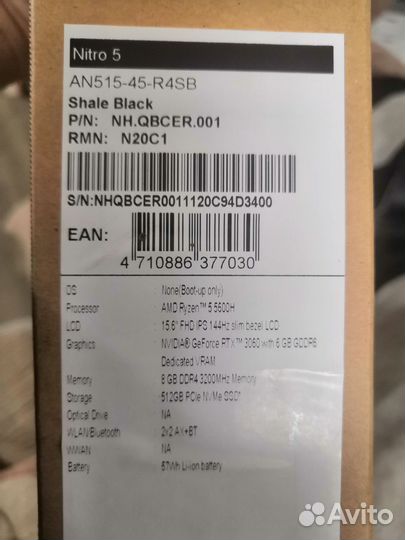 Nitro 5
AN515-45-R4SB
Shale Black
P/N: NH.QBCER.001
RMN: N20C1
S/N:NHQBCER0011120C94D3400
EAN:
4 710886 377030
OS : None(Boot-up only)
Processor : AMD Ryzen™ 5 5600H
LCD : 15.6" FHD IPS 144Hz slim bezel LCD
Graphics : NVIDIA® GeForce RTX™ 3060 with 6 GB GDDR6
Dedicated VRAM
Memory : 8 GB DDR4 3200MHz Memory
Storage : 512GB PCIe NVMe SSD*
Optical Drive : NA
WLAN/Bluetooth : 2x2 AX+BT
WWAN : NA
Battery : 57Wh Li-ion battery
Avito